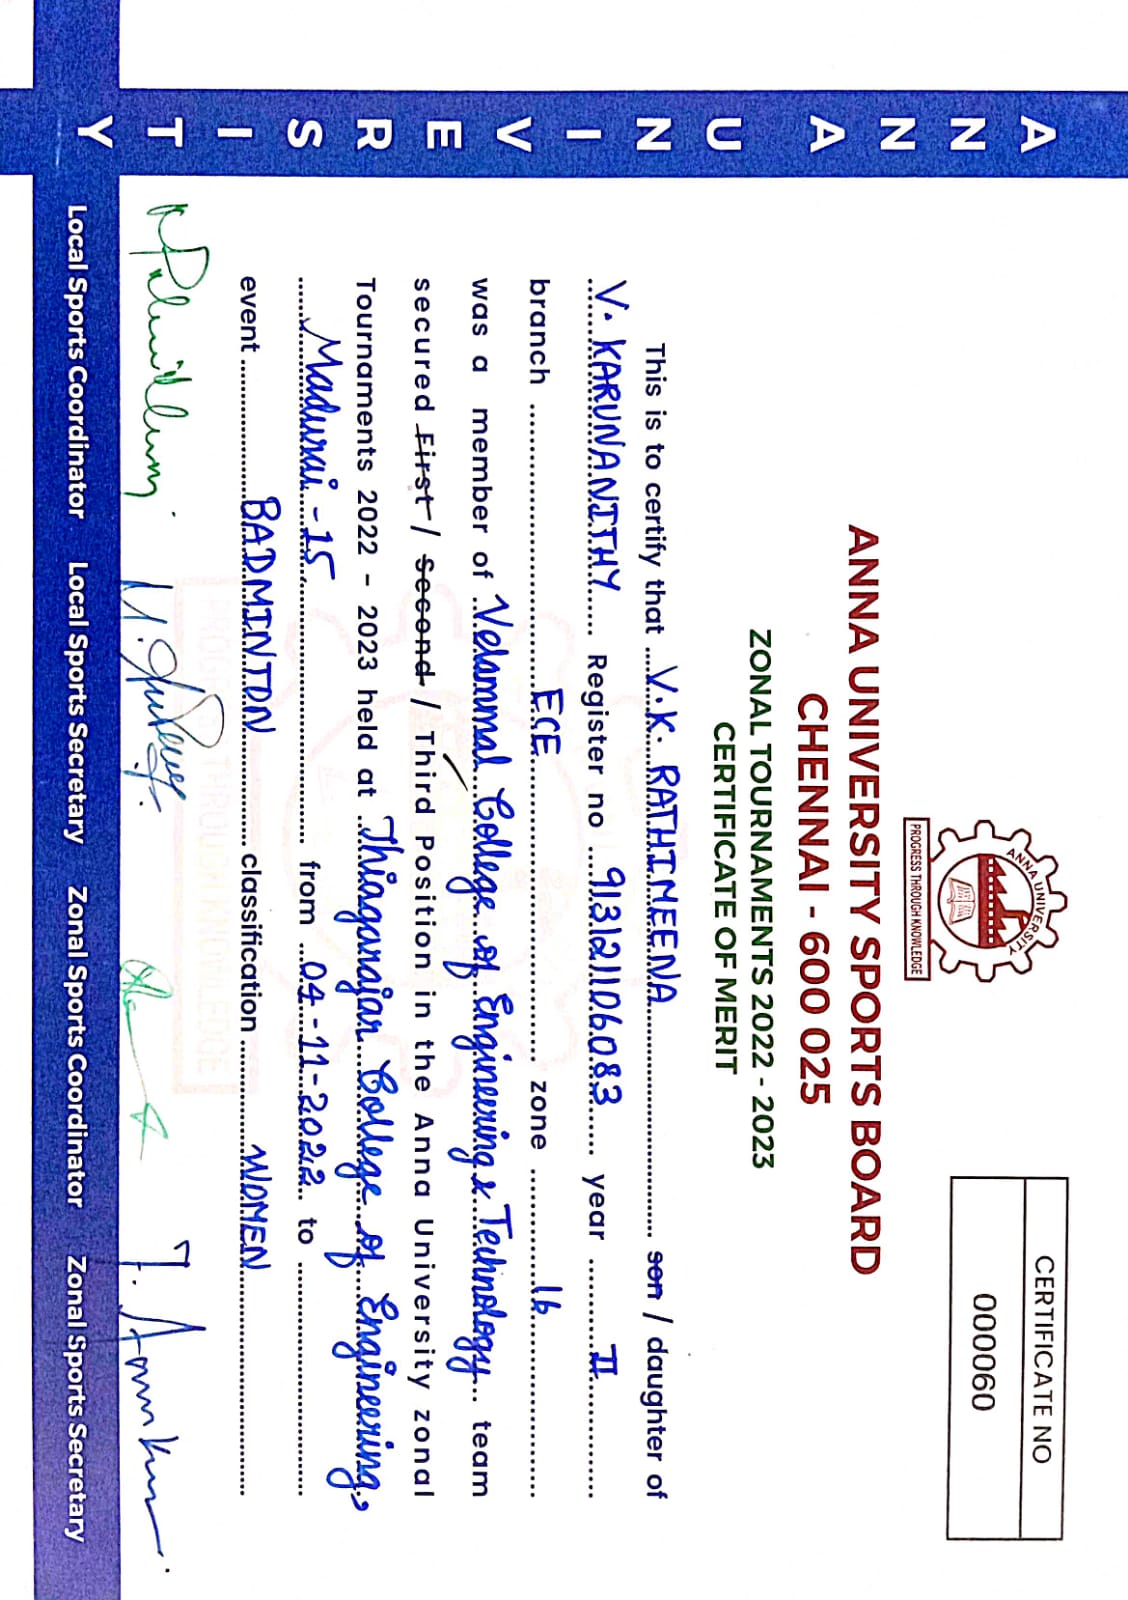 ANNA UNIVERSITY
ANNA UNIVERSITY
PROGRESS THROUGH KNOWLEDGE
CERTIFICATE NO
000060
ANNA UNIVERSITY SPORTS BOARD
CHENNAI - 600 025
ZONAL TOURNAMENTS 2022 - 2023
CERTIFICATE OF MERIT
This is to certify that V.K. RATHIMEENA son / daughter of
V. KARUNANITHY Register no 913121106083 year II
branch ECE zone 16
was a member of Velammal College of Engineering & Technology team
secured First / Second / Third Position in the Anna University zonal
Tournaments 2022 - 2023 held at Thiagarajar College of Engineering,
Madurai - 15. from 04-11-2022 to
event BADMINTON classification WOMEN
PROGRESS THROUGH KNOWLEDGE
Local Sports Coordinator Local Sports Secretary Zonal Sports Coordinator Zonal Sports Secretary